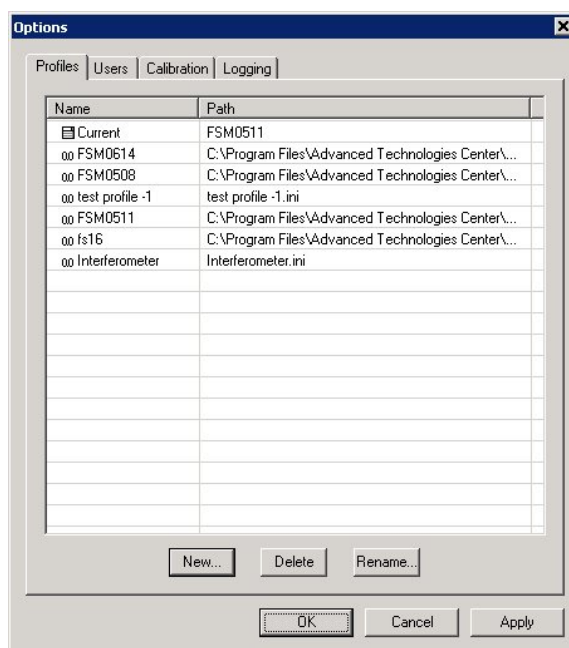 Options
Profiles Users Calibration Logging
Name Path
Current FSM0511
FSM0614 C:\Program Files\Advanced Technologies Center\...
FSM0508 C:\Program Files\Advanced Technologies Center\...
test profile -1 test profile -1.ini
FSM0511 C:\Program Files\Advanced Technologies Center\...
fs16 C:\Program Files\Advanced Technologies Center\...
Interferometer Interferometer.ini
New... Delete Rename...
OK Cancel Apply